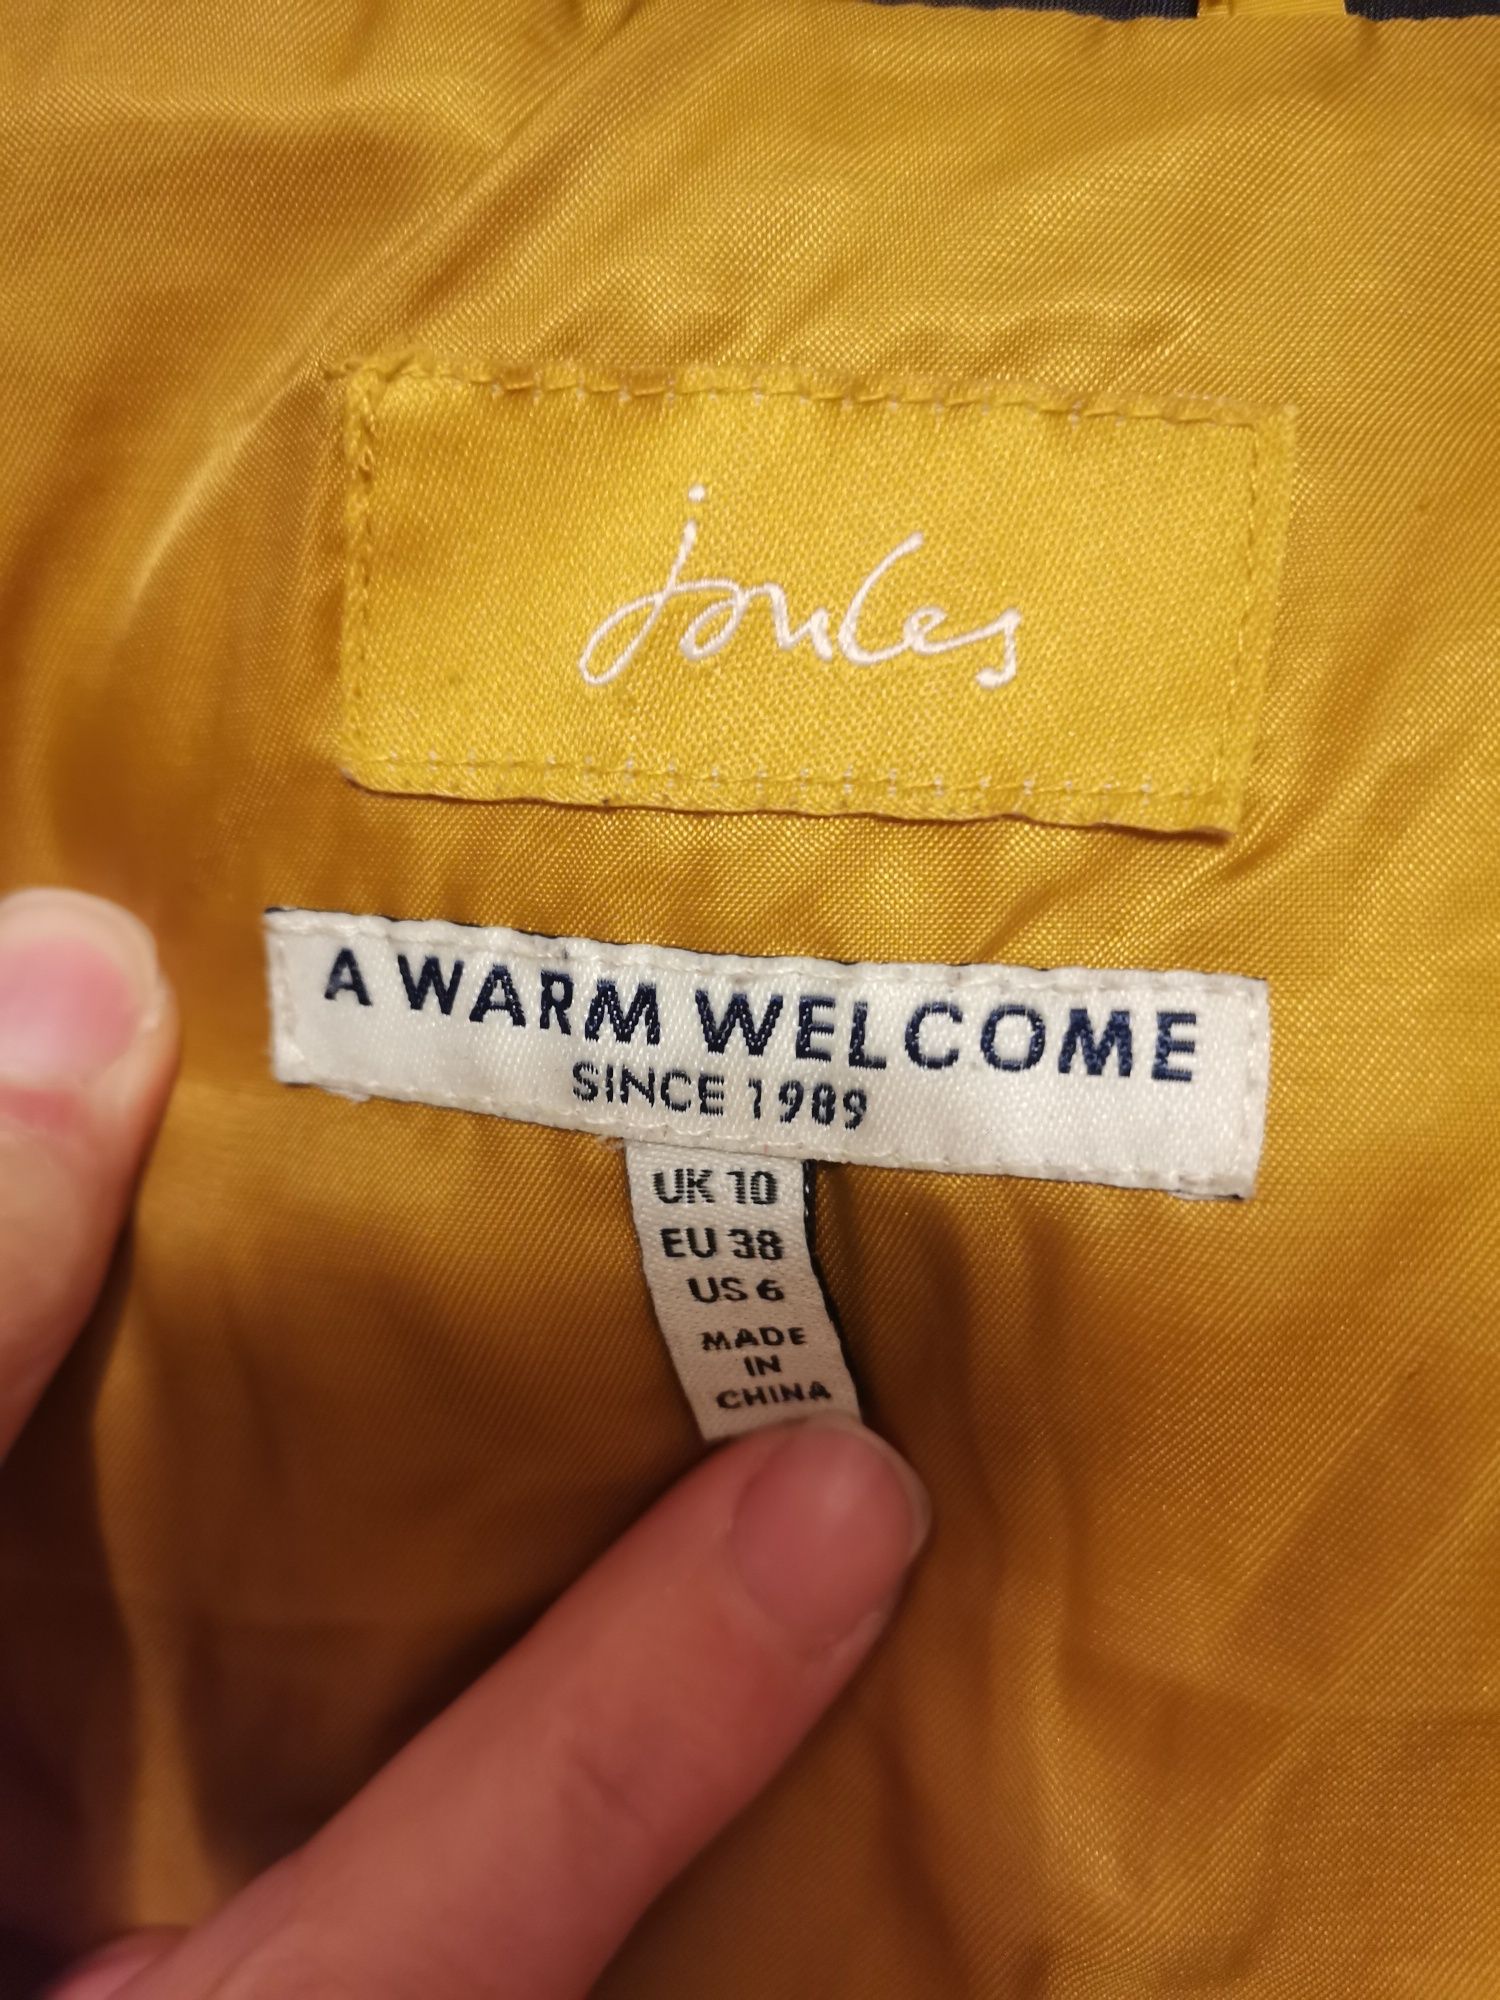 joules
A WARM WELCOME
SINCE 1989
UK 10
EU 38
US 6
MADE
IN
CHINA